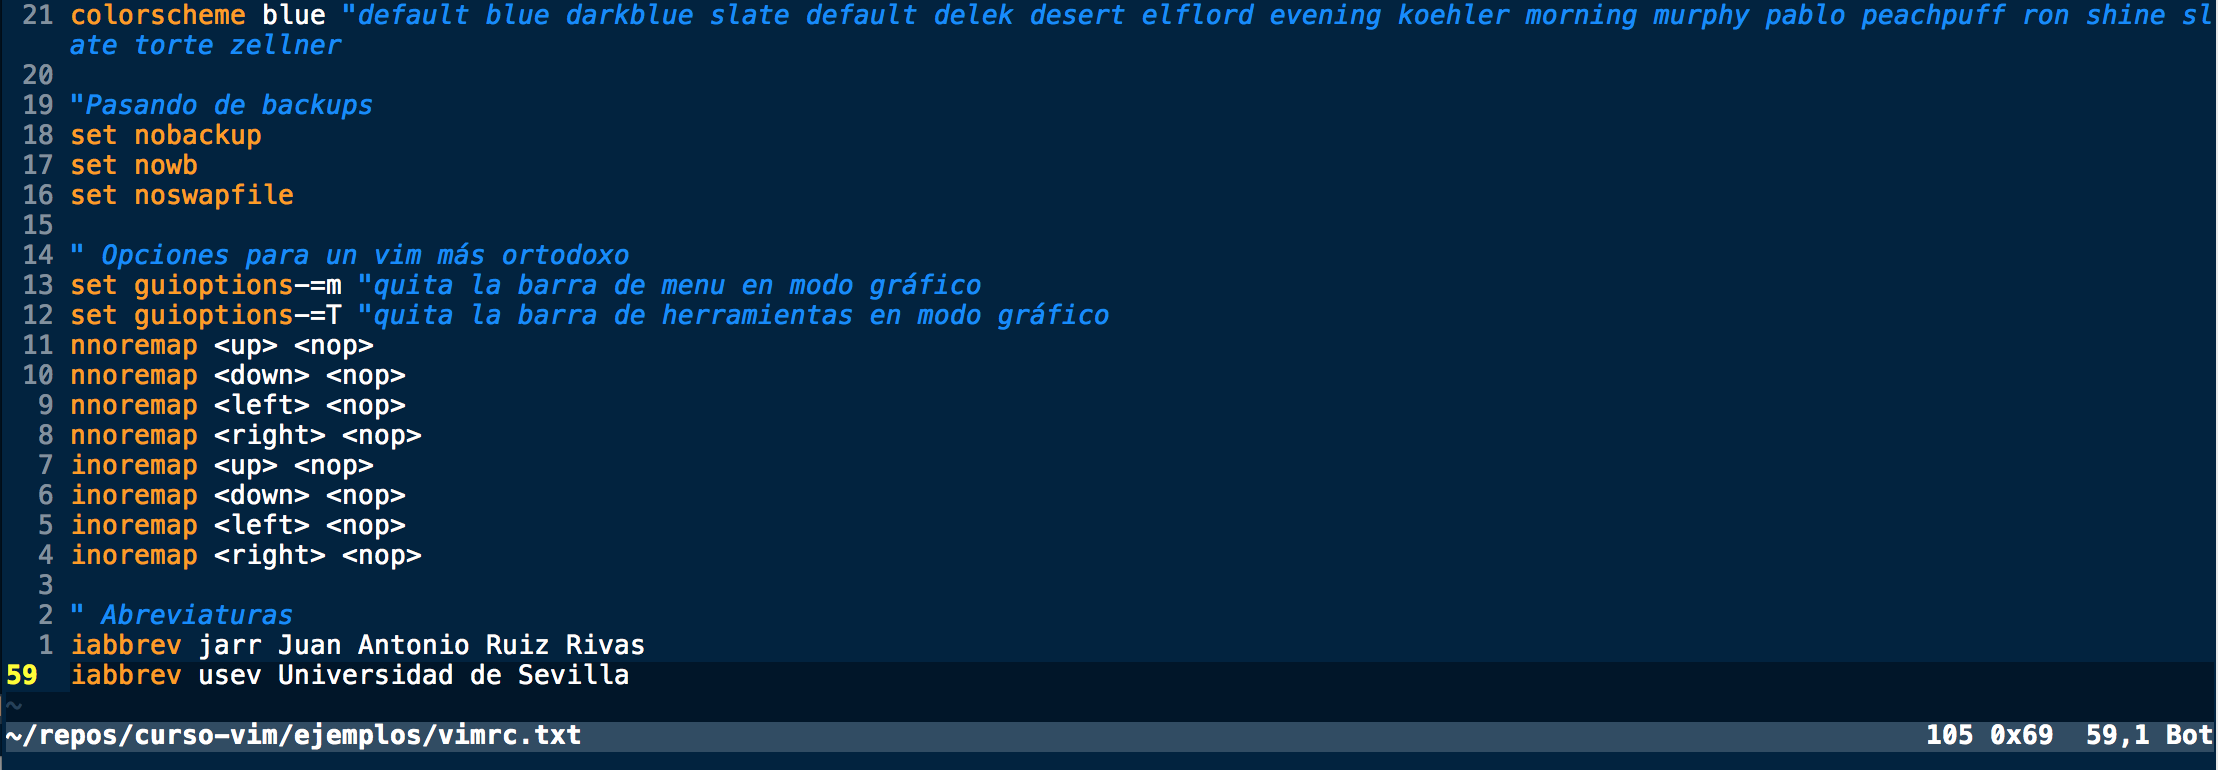 21 colorscheme blue "default blue darkblue slate default delek desert elflord evening koehler morning murphy pablo peachpuff ron shine sl
ate torte zellner
20
19 "Pasando de backups
18 set nobackup
17 set nowb
16 set noswapfile
15
14 " Opciones para un vim más ortodoxo
13 set guioptions-=m "quita la barra de menu en modo gráfico
12 set guioptions-=T "quita la barra de herramientas en modo gráfico
11 nnoremap <up> <nop>
10 nnoremap <down> <nop>
9 nnoremap <left> <nop>
8 nnoremap <right> <nop>
7 inoremap <up> <nop>
6 inoremap <down> <nop>
5 inoremap <left> <nop>
4 inoremap <right> <nop>
3
2 " Abreviaturas
1 iabbrev jarr Juan Antonio Ruiz Rivas
59 iabbrev usev Universidad de Sevilla
~
~/repos/curso-vim/ejemplos/vimrc.txt 105 0x69 59,1 Bot